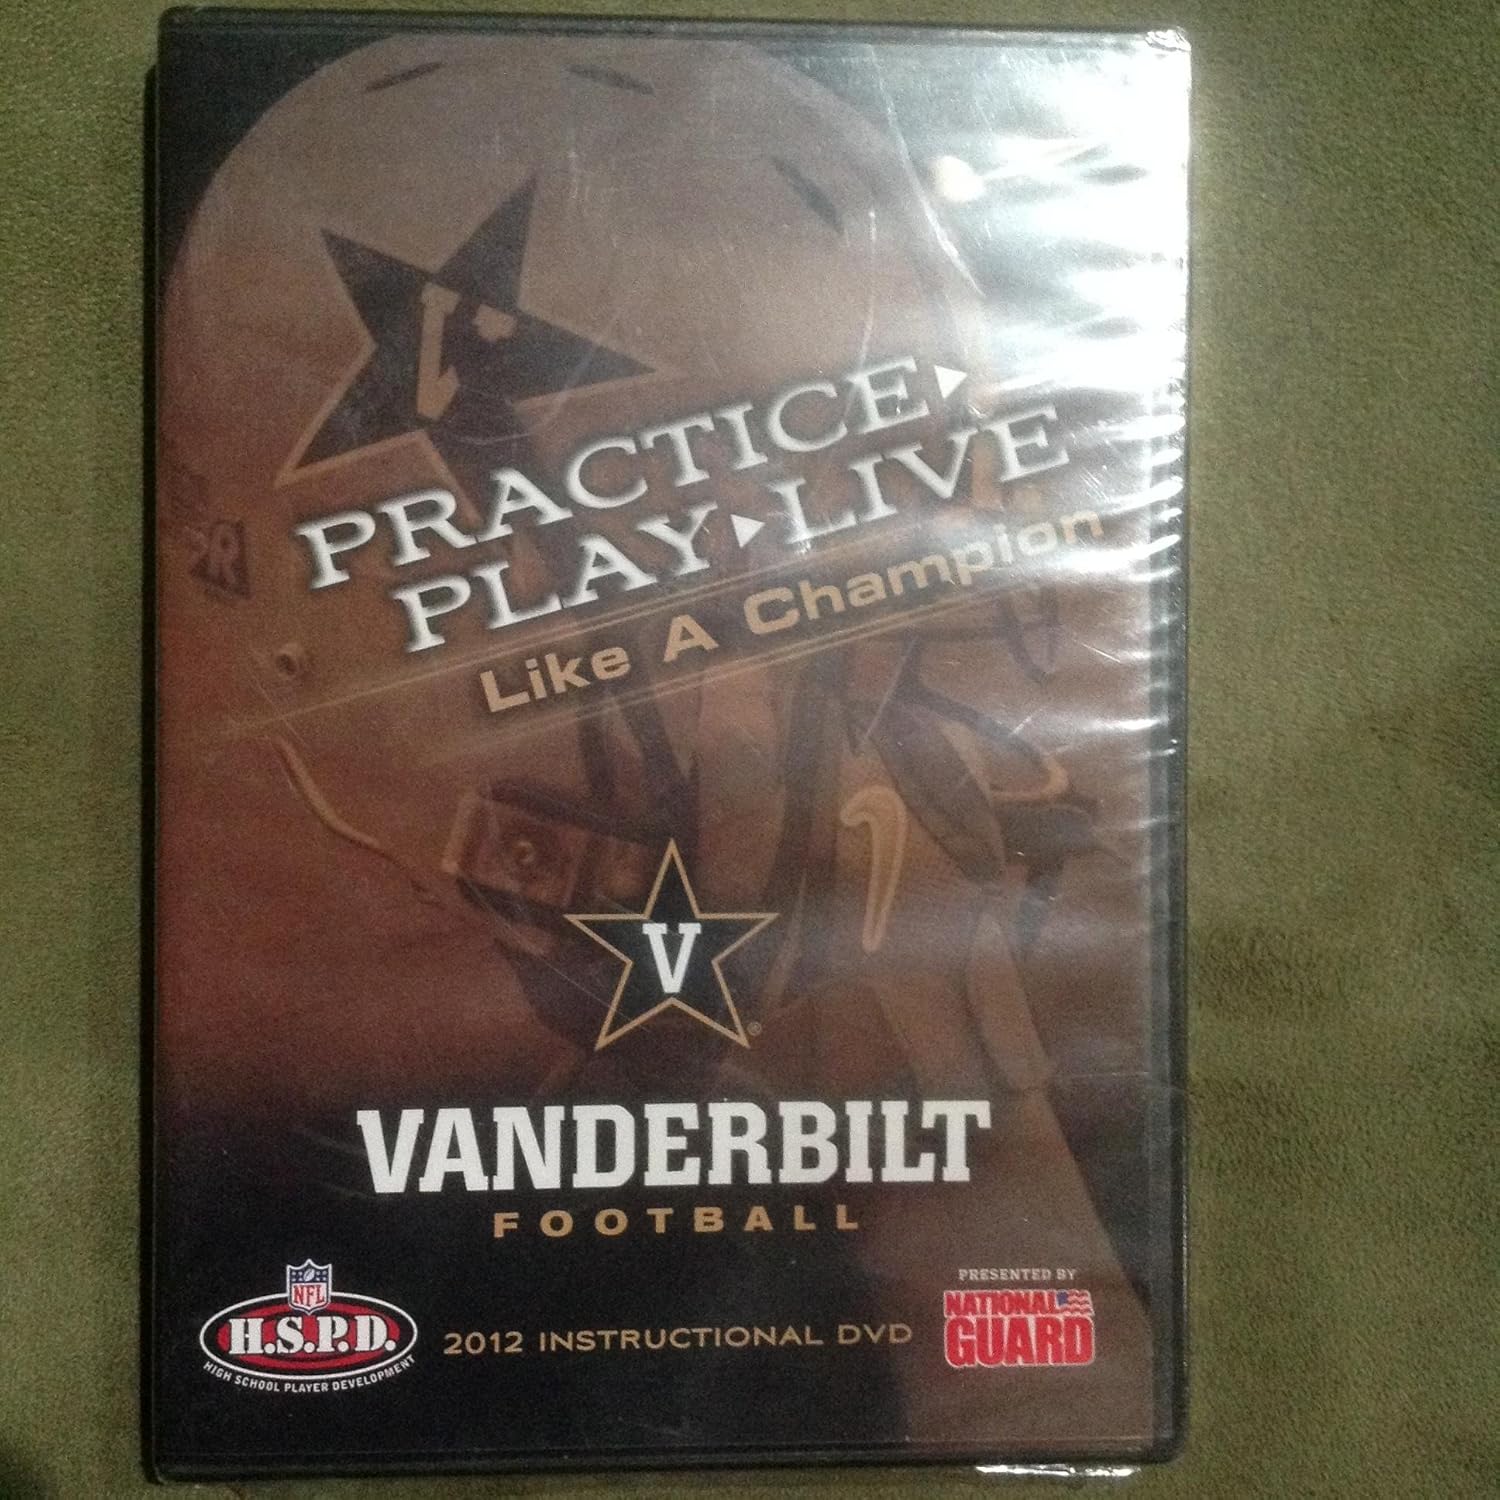 PRACTICE
PLAY LIVE
Like A Champion
V
VANDERBILT
FOOTBALL
NFL
H.S.P.D.
HIGH SCHOOL PLAYER DEVELOPMENT
2012 INSTRUCTIONAL DVD
PRESENTED BY
NATIONAL
GUARD